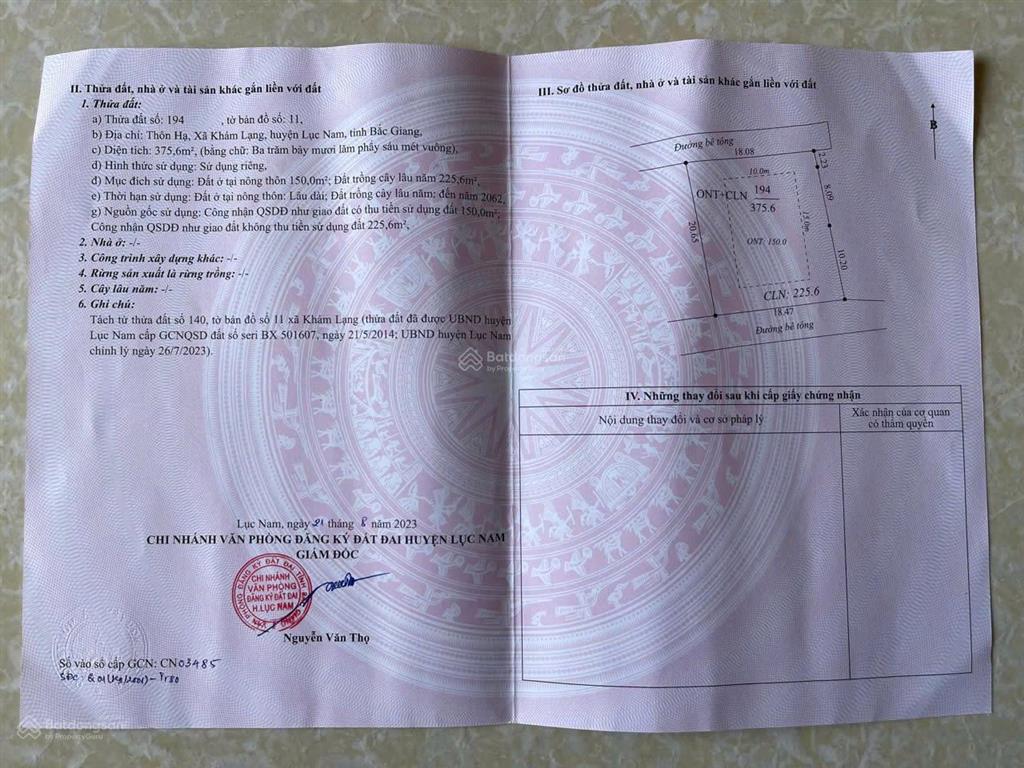 II. Thửa đất, nhà ở và tài sản khác gắn liền với đất
1. Thửa đất:
a) Thửa đất số: 194 , tờ bản đồ số: 11,
b) Địa chỉ: Thôn Hạ, Xã Khám Lạng, huyện Lục Nam, tỉnh Bắc Giang,
c) Diện tích: 375,6m², (bằng chữ: Ba trăm bảy mươi lăm phẩy sáu mét vuông),
d) Hình thức sử dụng: Sử dụng riêng,
đ) Mục đích sử dụng: Đất ở tại nông thôn 150,0m²; Đất trồng cây lâu năm 225,6m²,
e) Thời hạn sử dụng: Đất ở tại nông thôn: Lâu dài; Đất trồng cây lâu năm: đến năm 2062,
g) Nguồn gốc sử dụng: Công nhận QSDĐ như giao đất có thu tiền sử dụng đất 150,0m²;
Công nhận QSDĐ như giao đất không thu tiền sử dụng đất 225,6m²,
2. Nhà ở: -/-
3. Công trình xây dựng khác: -/-
4. Rừng sản xuất là rừng trồng: -/-
5. Cây lâu năm: -/-
6. Ghi chú:
Tách từ thửa đất số 140, tờ bản đồ số 11 xã Khám Lạng (thửa đất đã được UBND huyện
Lục Nam cấp GCNQSD đất số seri BX 501607, ngày 21/5/2014; UBND huyện Lục Nam
chỉnh lý ngày 26/7/2023).
Lục Nam, ngày 21 tháng 8 năm 2023
CHI NHÁNH VĂN PHÒNG ĐĂNG KÝ ĐẤT ĐAI HUYỆN LỤC NAM
GIÁM ĐỐC
CHI NHÁNH
VĂN PHÒNG
ĐĂNG KÝ ĐẤT ĐAI
H.LỤC NAM
Nguyễn Văn Thọ
Số vào sổ cấp GCN: CN 03485
III. Sơ đồ thửa đất, nhà ở và tài sản khác gắn liền với đất
B
Đường bê tông
18.08
2.23
10.0m
ONT+CLN
194
375.6
8.09
15.0m
20.65
ONT: 150.0
10.20
CLN: 225.6
18.47
Đường bê tông
IV. Những thay đổi sau khi cấp giấy chứng nhận
Nội dung thay đổi và cơ sở pháp lý
Xác nhận của cơ quan
có thẩm quyền
Batdongsan
by PropertyGuru
Batdongsan
by PropertyGuru